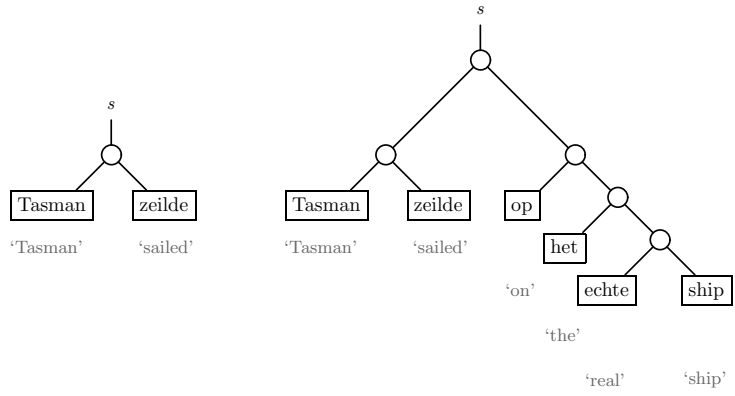 s
s
Tasman zeilde
Tasman zeilde op
‘Tasman’ ‘sailed’
‘Tasman’ ‘sailed’
het
echte ship
‘on’
‘the’
‘real’ ‘ship’